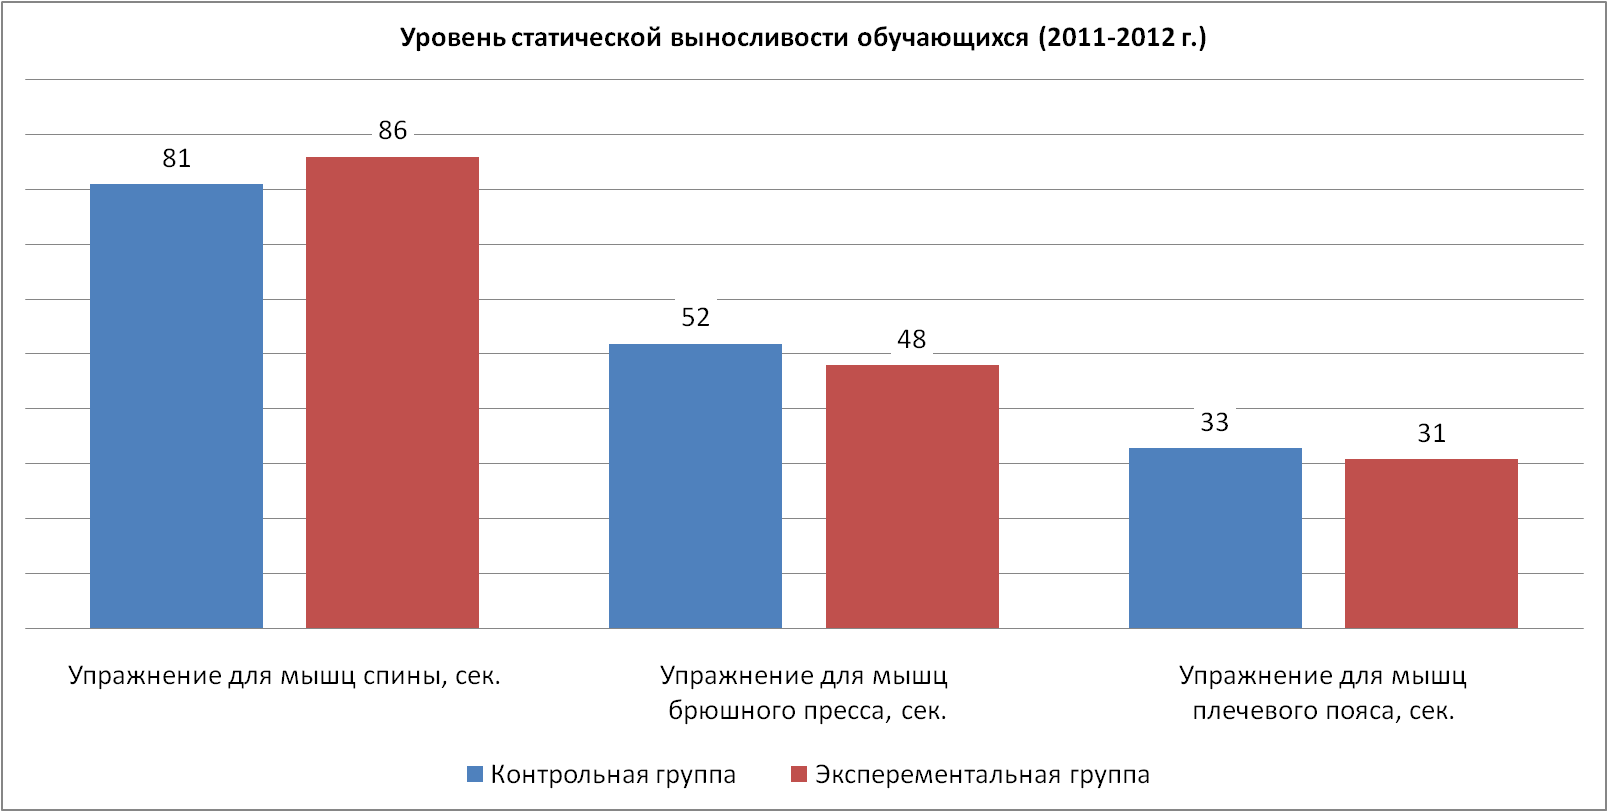 Уровень статической выносливости обучающихся (2011-2012 г.)
81
86
52
48
33
31
Упражнение для мышц спины, сек.
Упражнение для мышц
брюшного пресса, сек.
Упражнение для мышц
плечевого пояса, сек.
Контрольная группа
Эксперементальная группа